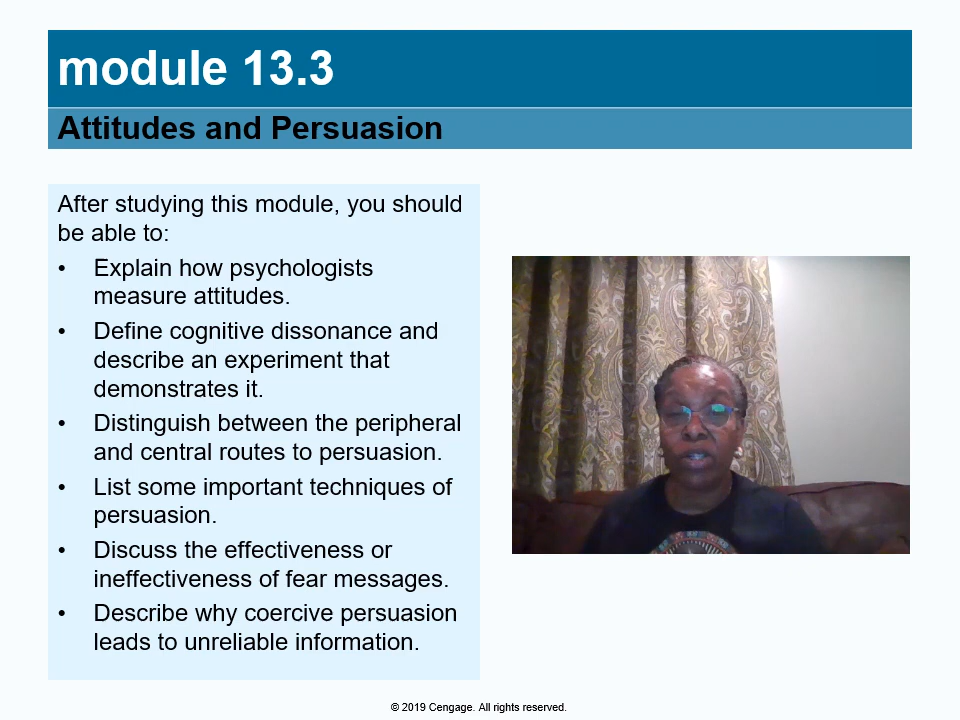 module 13.3
Attitudes and Persuasion
After studying this module, you should
be able to:
• Explain how psychologists
measure attitudes.
• Define cognitive dissonance and
describe an experiment that
demonstrates it.
• Distinguish between the peripheral
and central routes to persuasion.
• List some important techniques of
persuasion.
• Discuss the effectiveness or
ineffectiveness of fear messages.
• Describe why coercive persuasion
leads to unreliable information.
© 2019 Cengage. All rights reserved.